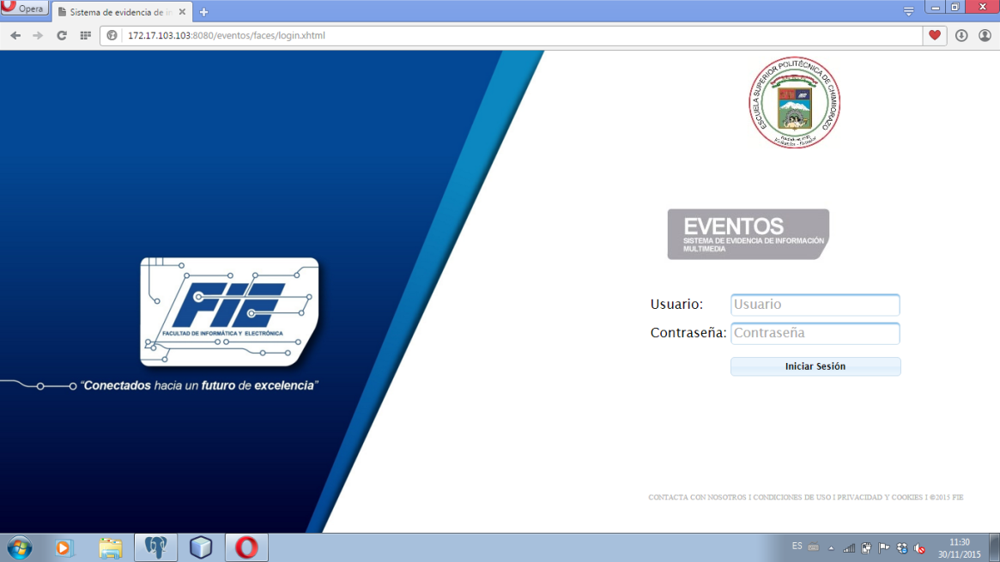 Opera
Sistema de evidencia de in
172.17.103.103:8080/eventos/faces/login.xhtml
ESCUELA SUPERIOR POLITÉCNICA DE CHIMBORAZO
EVENTOS
SISTEMA DE EVIDENCIA DE INFORMACIÓN
MULTIMEDIA
FIE
FACULTAD DE INFORMÁTICA Y ELECTRÓNICA
“Conectados hacia un futuro de excelencia”
Usuario: Usuario
Contraseña: Contraseña
Iniciar Sesión
CONTACTA CON NOSOTROS I CONDICIONES DE USO I PRIVACIDAD Y COOKIES I ©2015 FIE
ES
11:30
30/11/2015